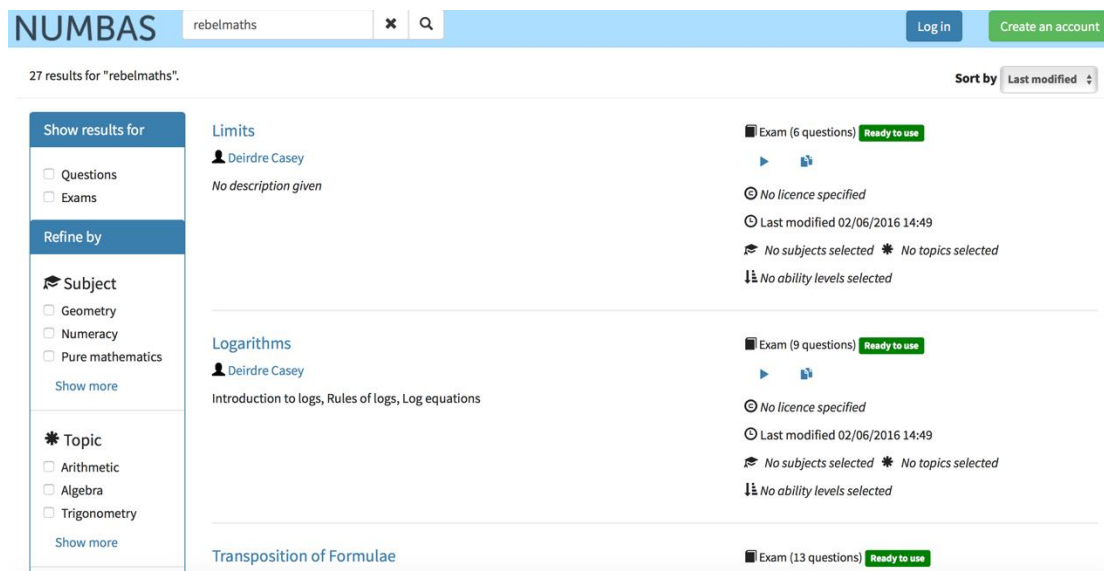 NUMBAS
rebelmaths
Log in
Create an account
27 results for "rebelmaths".
Sort by Last modified
Show results for
Questions
Exams
Refine by
Subject
Geometry
Numeracy
Pure mathematics
Show more
Topic
Arithmetic
Algebra
Trigonometry
Show more
Limits
Deirdre Casey
No description given
Exam (6 questions) Ready to use
No licence specified
Last modified 02/06/2016 14:49
No subjects selected No topics selected
No ability levels selected
Logarithms
Deirdre Casey
Introduction to logs, Rules of logs, Log equations
Exam (9 questions) Ready to use
No licence specified
Last modified 02/06/2016 14:49
No subjects selected No topics selected
No ability levels selected
Transposition of Formulae
Exam (13 questions) Ready to use